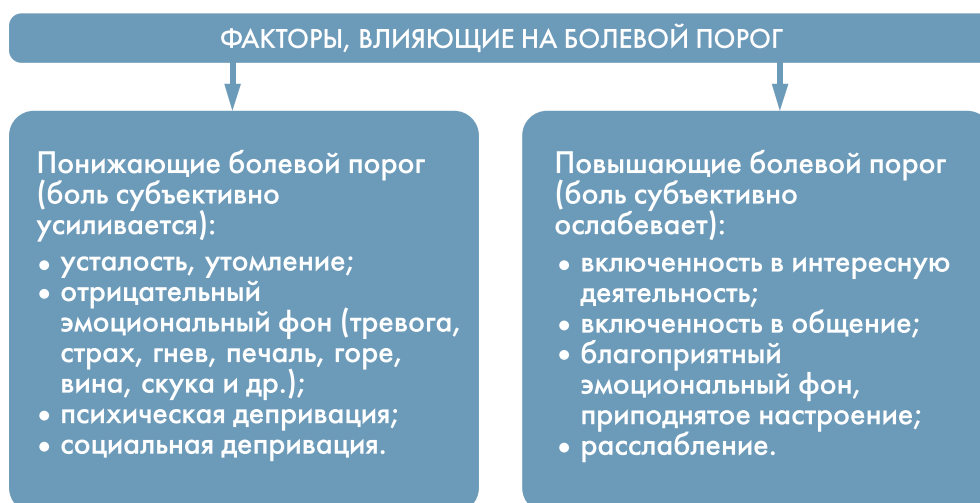 ФАКТОРЫ, ВЛИЯЮЩИЕ НА БОЛЕВОЙ ПОРОГ
Понижающие болевой порог
(боль субъективно
усиливается):
• усталость, утомление;
• отрицательный
эмоциональный фон (тревога,
страх, гнев, печаль, горе,
вина, скука и др.);
• психическая депривация;
• социальная депривация.
Повышающие болевой порог
(боль субъективно
ослабевает):
• включенность в интересную
деятельность;
• включенность в общение;
• благоприятный
эмоциональный фон,
приподнятое настроение;
• расслабление.